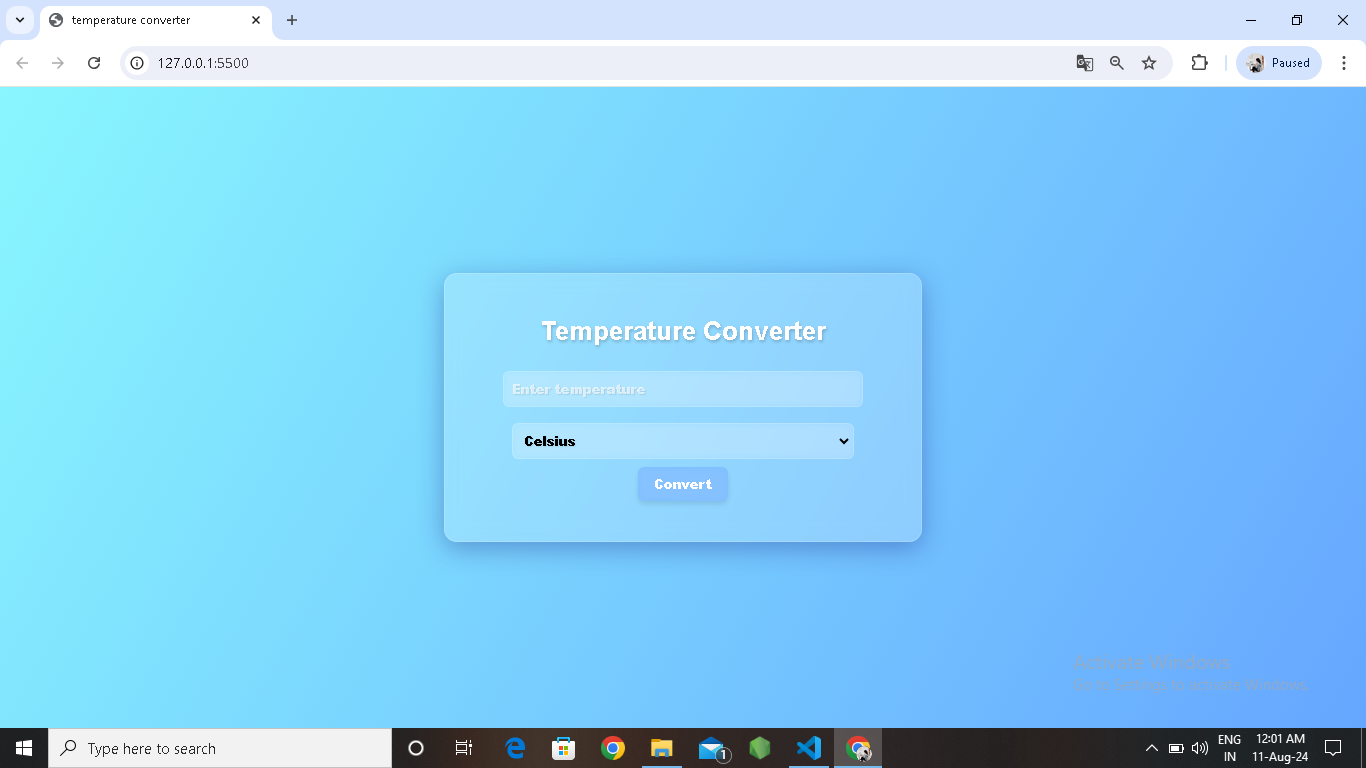 temperature converter
127.0.0.1:5500
Paused
Temperature Converter
Enter temperature
Celsius
Convert
Activate Windows
Go to Settings to activate Windows.
Type here to search
1
ENG
IN
12:01 AM
11-Aug-24